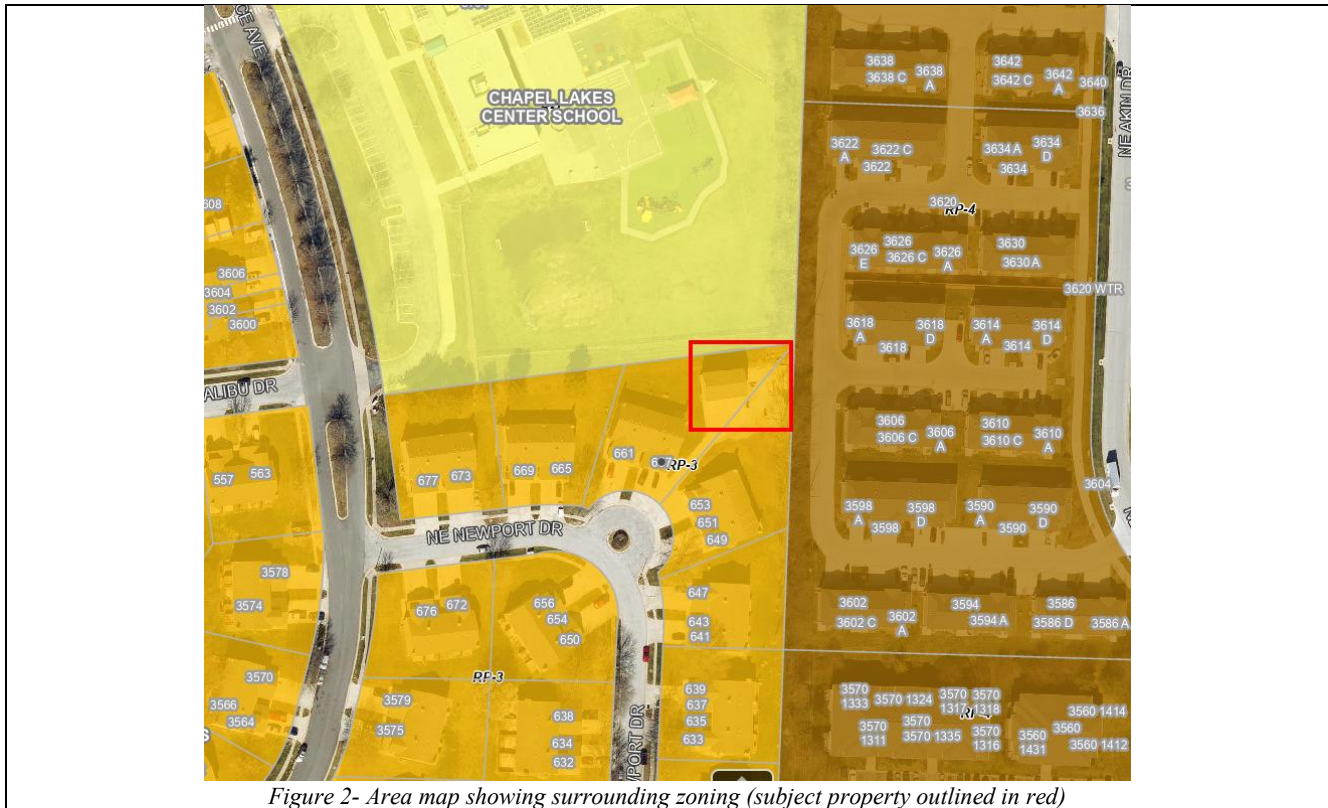 CE AVE
CHAPEL LAKES
CENTER SCHOOL
3638
3638 C
3638
A
3642
3642 C
3642
A
3640
3636
NE AKIN DR
3622
A
3622 C
3622
3634 A
3634
D
3634
3620
RP-4
608
3606
3604
3602
3600
3626
E
3626
3626 C
3626
A
3630
3630 A
3620 WTR
3618
A
3618
D
3618
3614
A
3614
D
3614
ALIBU DR
3606
3606 C
3606
A
3610
3610 C
3610
A
557
563
677
673
669
665
661
RP-3
653
651
649
3598
A
3598
D
3598
3590
A
3590
D
3590
3604
NE NEWPORT DR
3578
3574
676
672
656
654
650
647
643
641
3602
3602 C
3602
A
3594
3594 A
3586
3586 D
3586 A
3570
3566
3564
RP-3
3579
3575
638
634
632
639
637
635
633
3570
1333
3570 1324
3570
1317
3570
1318
3570
1311
3570
1335
3570
1316
3560 1414
3560
3560
1431
3560 1412
WPORT DR
Figure 2- Area map showing surrounding zoning (subject property outlined in red)